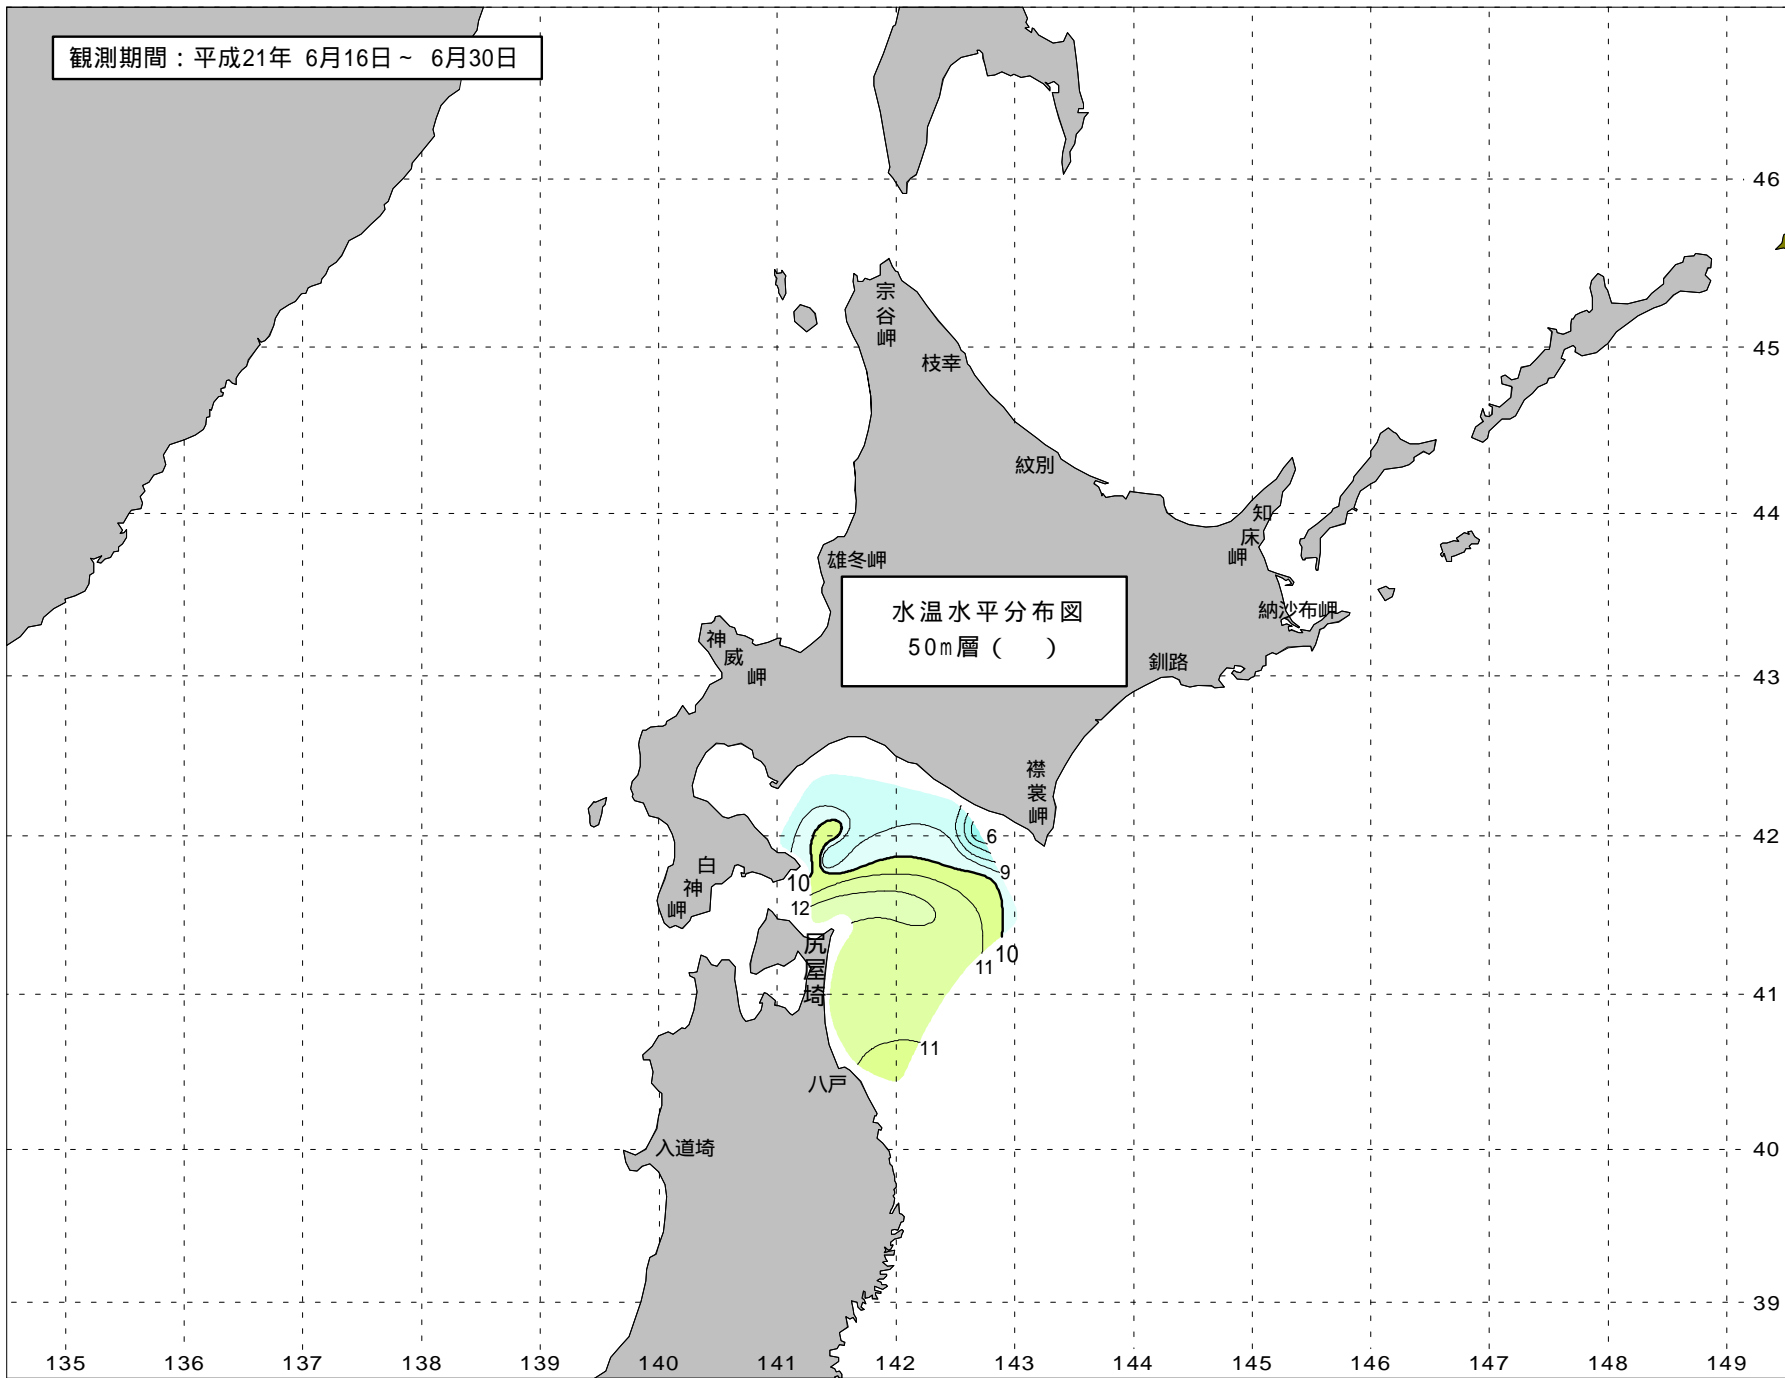 観測期間：平成21年 6月16日～ 6月30日
46
宗谷岬
45
枝幸
紋別
44
知床岬
雄冬岬
水温水平分布図
50m層（　）
納沙布岬
神威岬
釧路
43
襟裳岬
6
42
白神岬
9
10
12
尻屋埼
10
11
41
11
八戸
入道埼
40
39
135 136 137 138 139 140 141 142 143 144 145 146 147 148 149